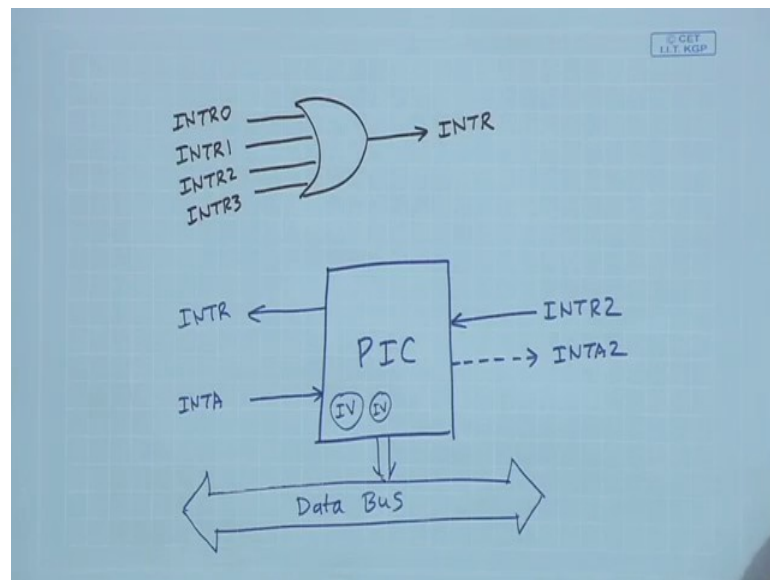 © CET
I.I.T. KGP
INTR0
INTR1
INTR2
INTR3
INTR
INTR
INTR2
PIC
INTA2
INTA
IV IV
Data Bus